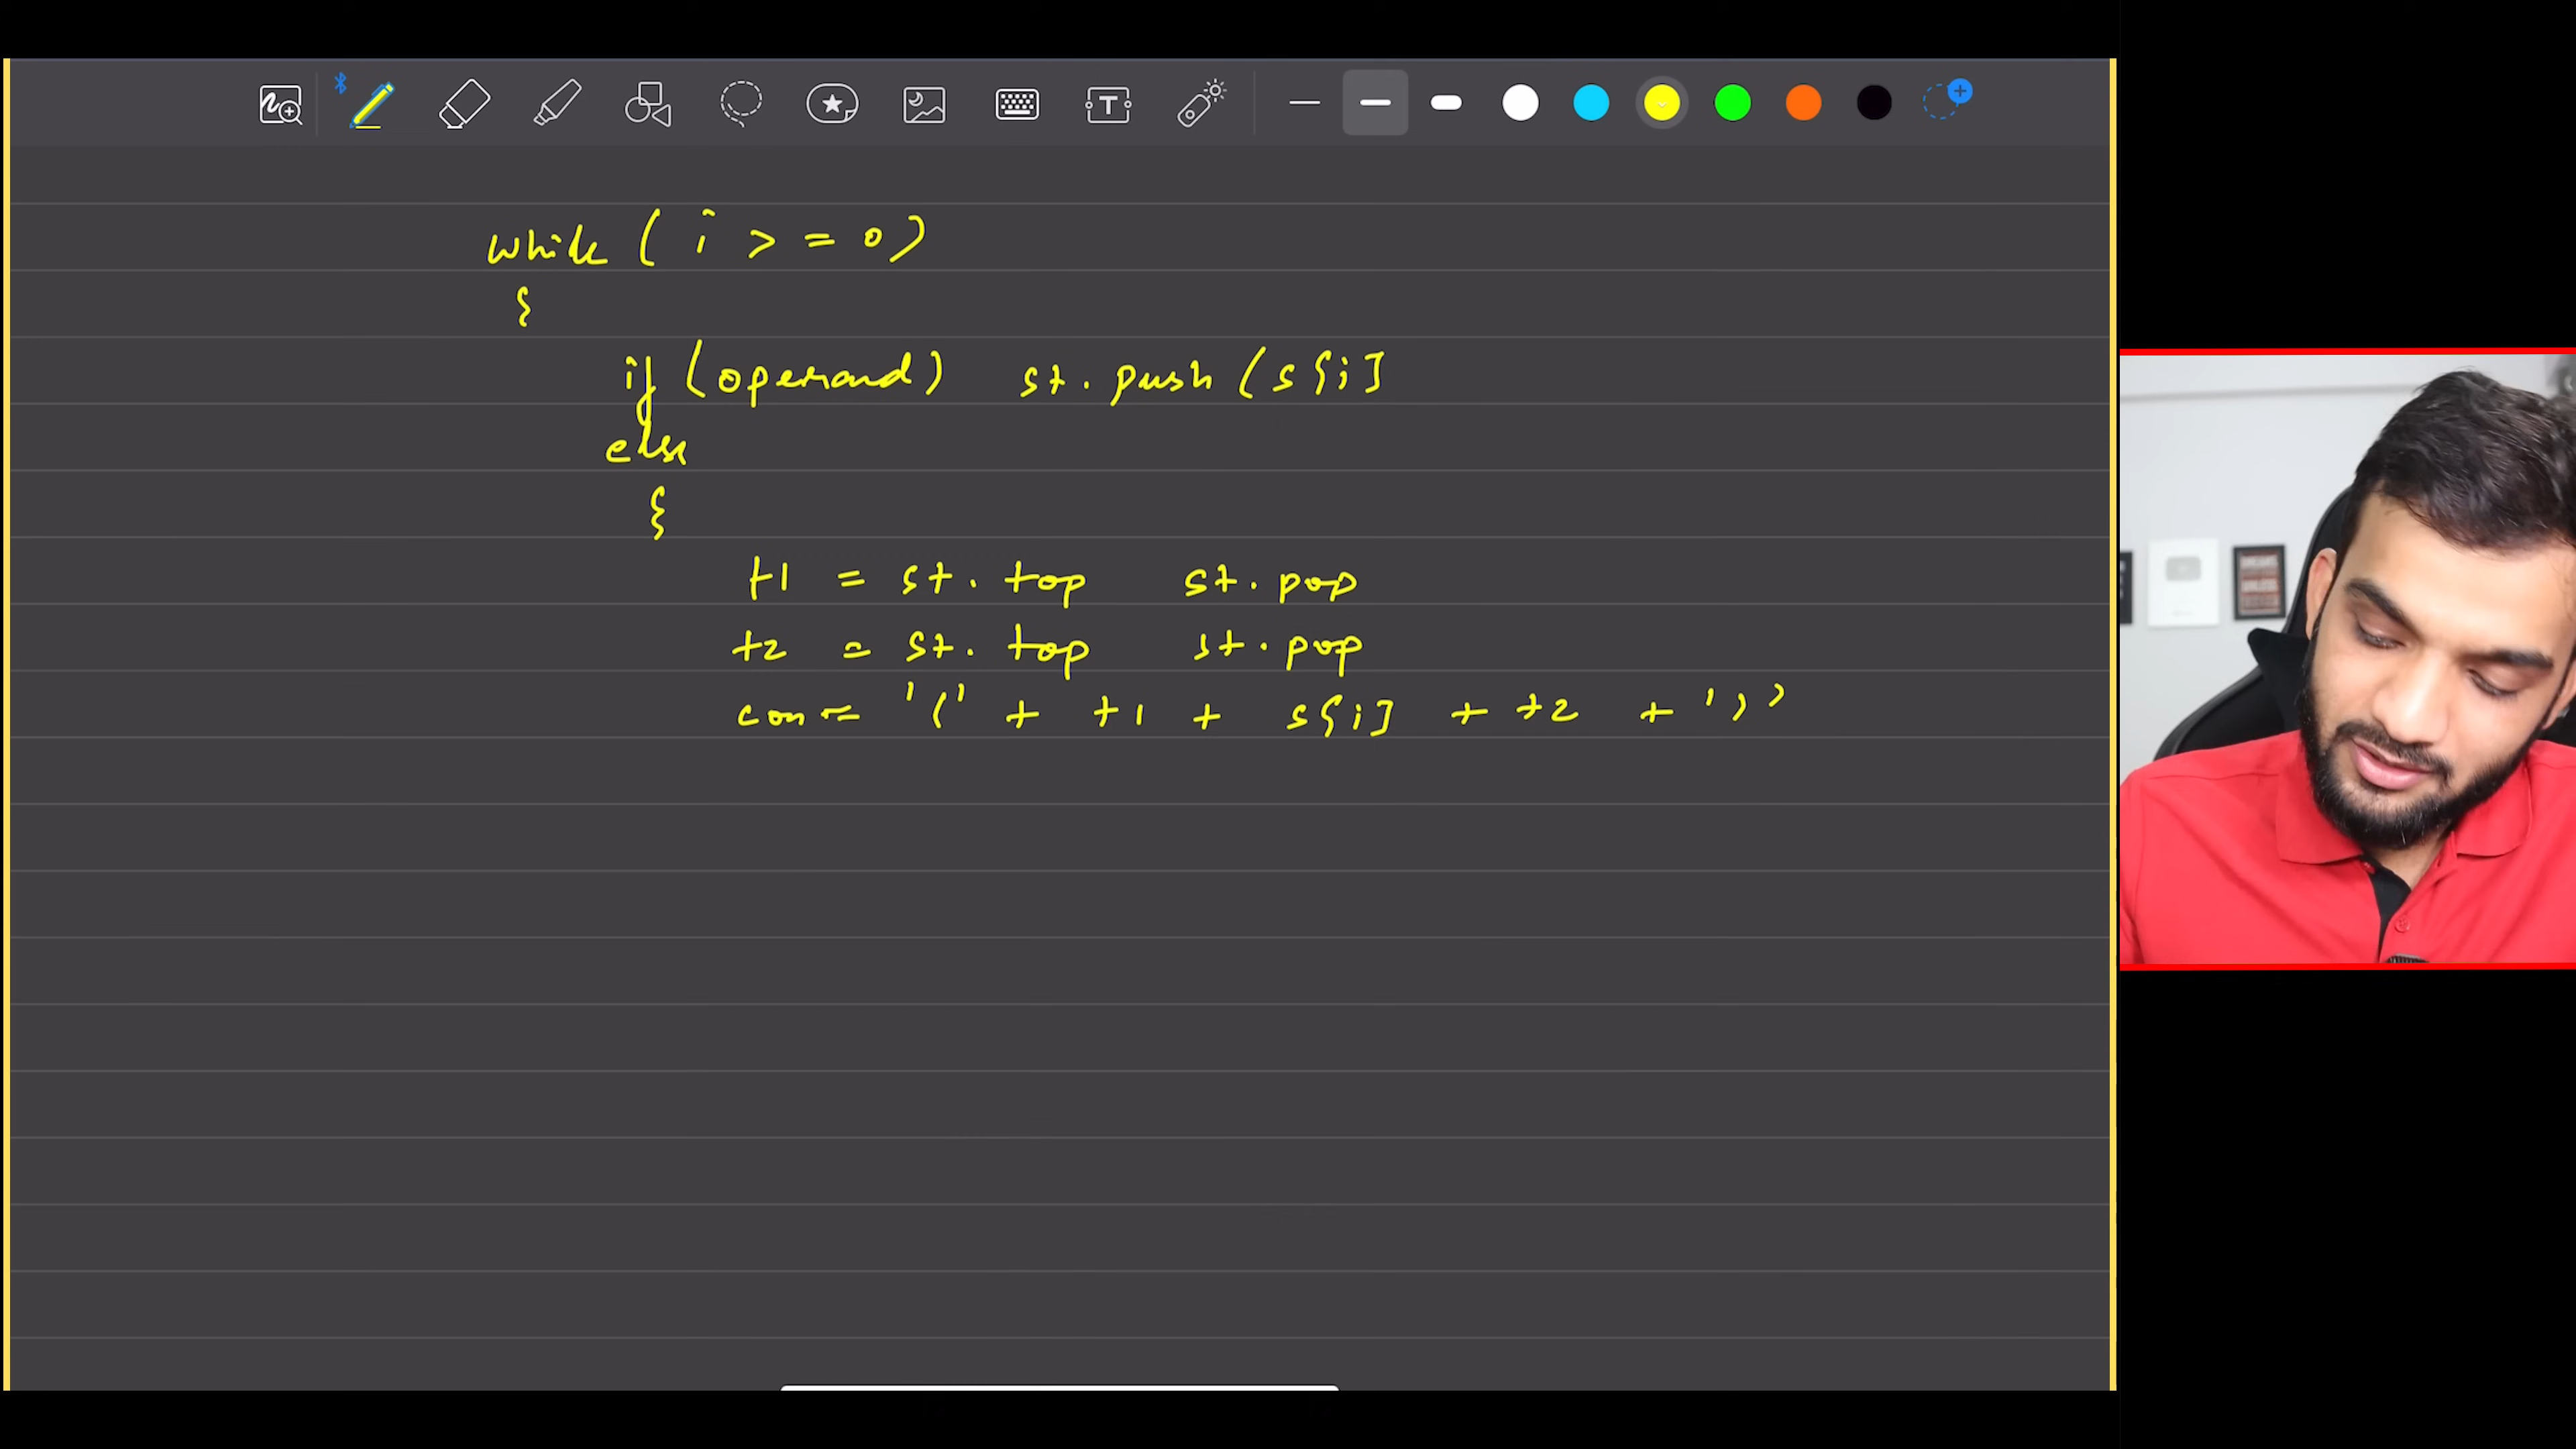 while ( i > = 0 )
{
if (operand) st. push ( s[i]
else
{
t1 = st. top st. pop
t2 = st. top st. pop
con = '(' + t1 + s[i] + t2 + ')'